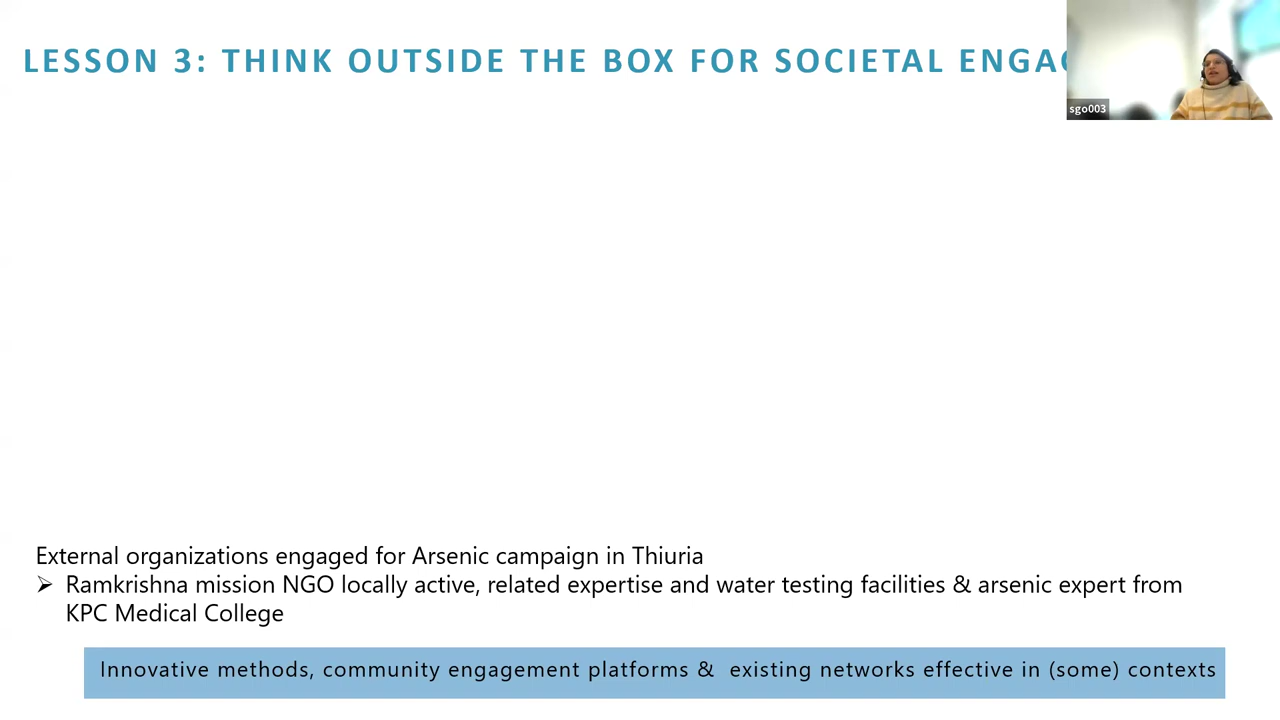 LESSON 3: THINK OUTSIDE THE BOX FOR SOCIETAL
sgo003
External organizations engaged for Arsenic campaign in Thiuria
➢ Ramkrishna mission NGO locally active, related expertise and water testing facilities & arsenic expert from
KPC Medical College
Innovative methods, community engagement platforms & existing networks effective in (some) contexts